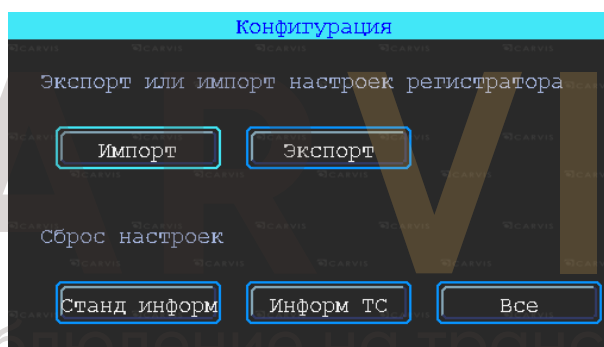 Конфигурация
Экспорт или импорт настроек регистратора
Импорт Экспорт
Сброс настроек
Станд информ Информ ТС Все